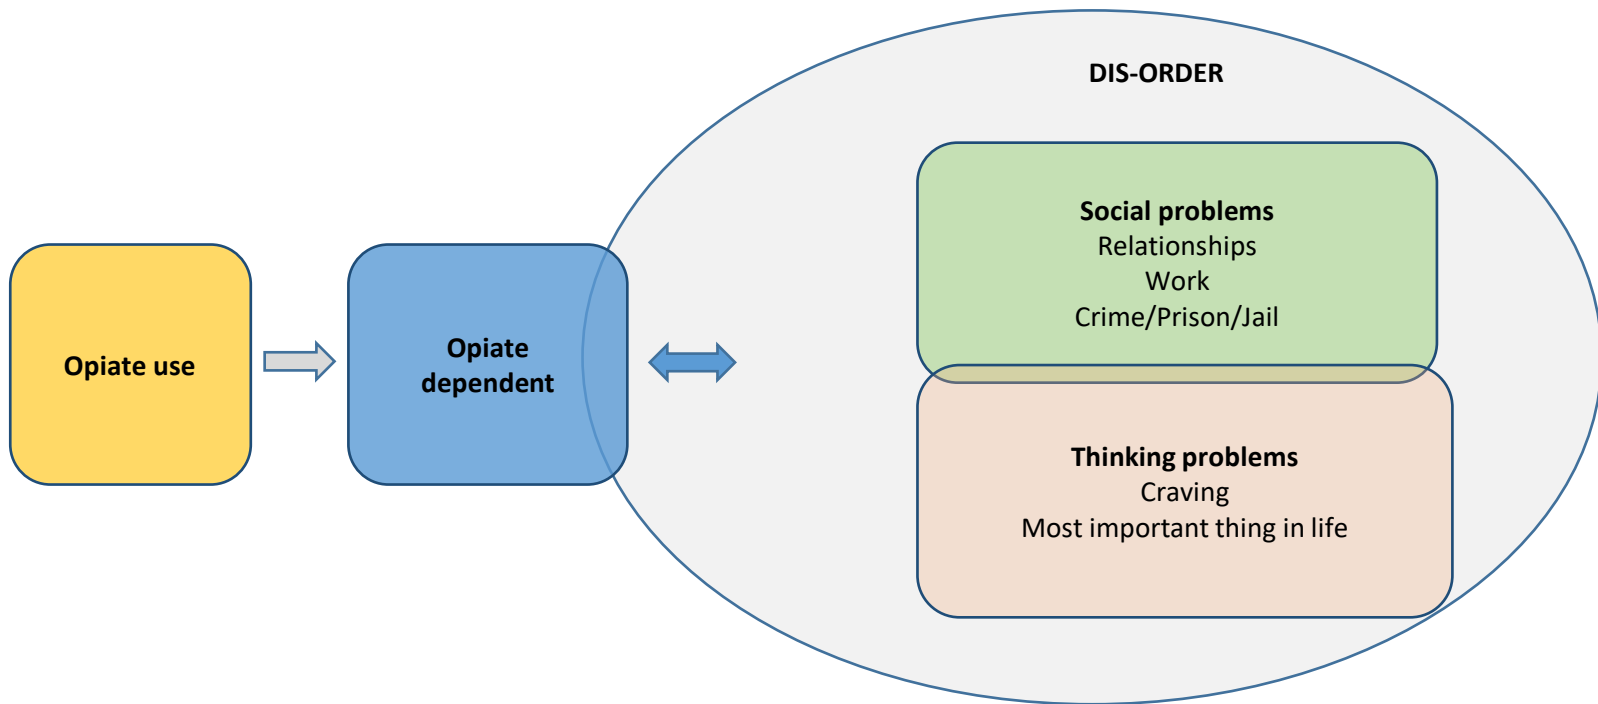 DIS-ORDER
Social problems
Relationships
Work
Crime/Prison/Jail
Opiate use
Opiate
dependent
Thinking problems
Craving
Most important thing in life